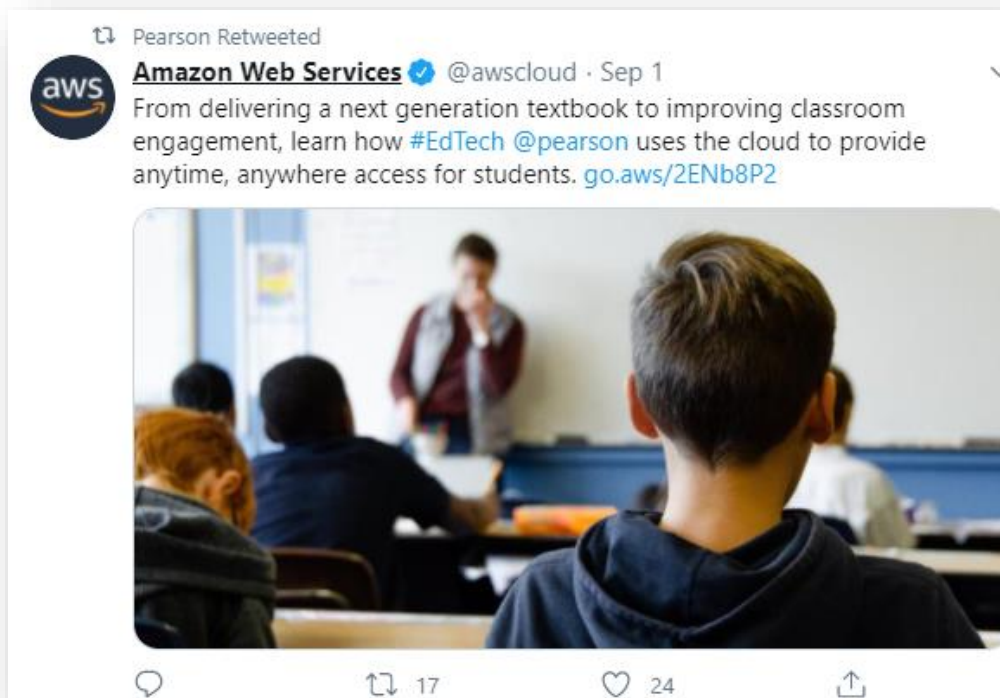 Pearson Retweeted
aws
Amazon Web Services @awscloud · Sep 1
From delivering a next generation textbook to improving classroom
engagement, learn how #EdTech @pearson uses the cloud to provide
anytime, anywhere access for students. go.aws/2ENb8P2
17 24